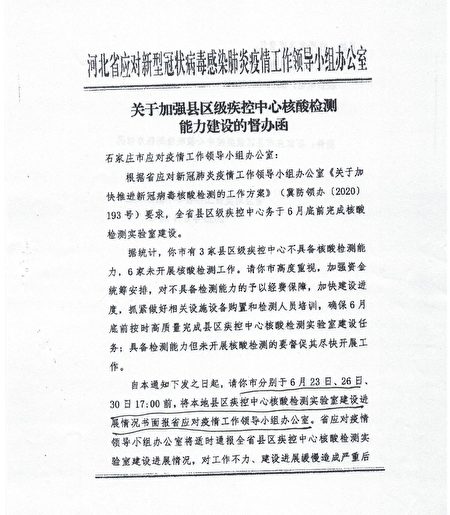 河北省应对新型冠状病毒感染肺炎疫情工作领导小组办公室
关于加强县区级疾控中心核酸检测
能力建设的督办函
石家庄市应对疫情工作领导小组办公室：
根据省应对新冠肺炎疫情工作领导小组办公室《关于加
快推进新冠病毒核酸检测的工作方案》（冀防领办〔2020〕
193号）要求，全省县区级疾控中心务于6月底前完成核酸
检测实验室建设。
据统计，你市有3家县区级疾控中心不具备核酸检测能
力，6家未开展核酸检测工作。请你市高度重视，加强资金
统筹安排，对不具备检测能力的予以经费保障，加快建设进
度，抓紧做好相关设施设备购置和检测人员培训，确保6月
底前按时高质量完成县区疾控中心核酸检测实验室建设任
务；具备检测能力但未开展核酸检测的要督促其尽快开展工
作。
自本通知下发之日起，请你市分别于6月23日、26日、
30日17:00前，将本地县区疾控中心核酸检测实验室建设进
展情况书面报省应对疫情工作领导小组办公室。省应对疫情
领导小组办公室将适时通报全省县区疾控中心核酸检测实
验室建设进展情况，对工作不力、建设进展缓慢造成严重后